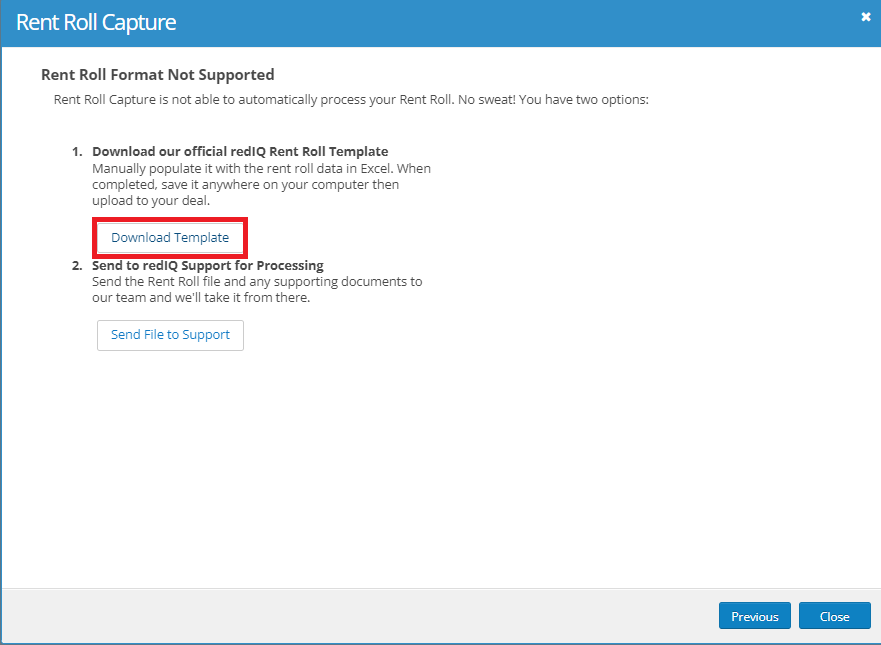 Rent Roll Capture
Rent Roll Format Not Supported
Rent Roll Capture is not able to automatically process your Rent Roll. No sweat! You have two options:
1. Download our official redIQ Rent Roll Template
Manually populate it with the rent roll data in Excel. When
completed, save it anywhere on your computer then
upload to your deal.
Download Template
2. Send to redIQ Support for Processing
Send the Rent Roll file and any supporting documents to
our team and we'll take it from there.
Send File to Support
Previous
Close